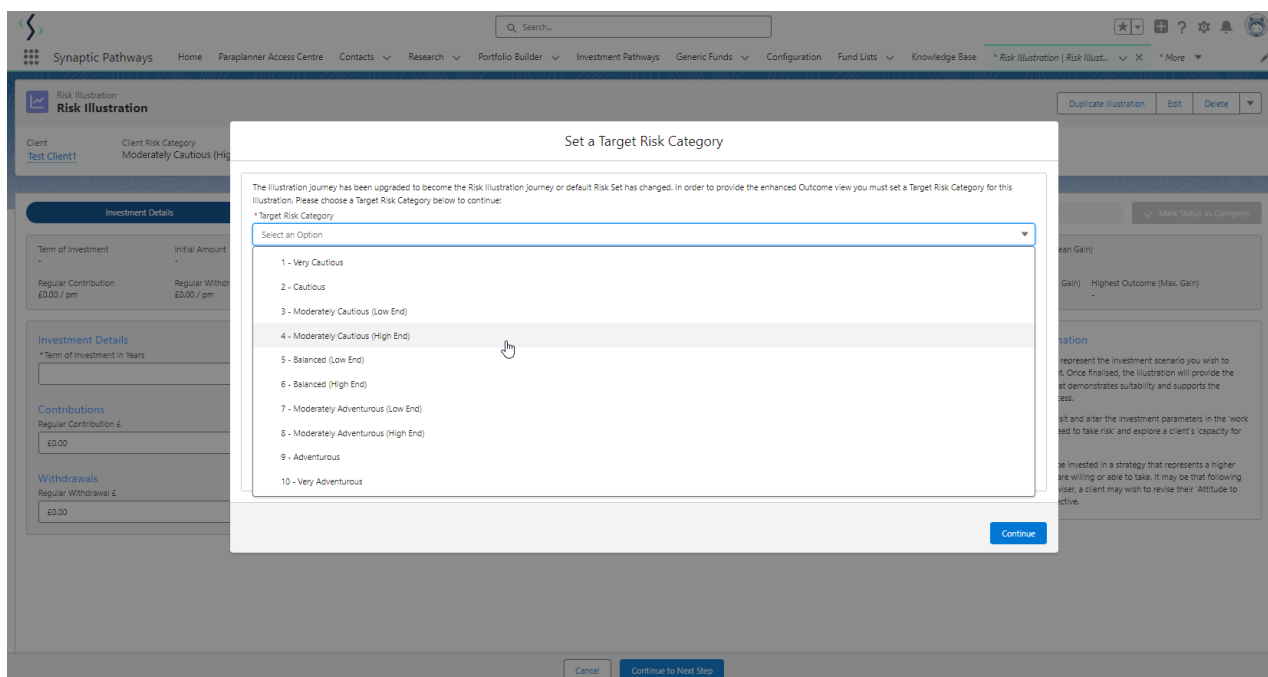 Search...
Synaptic Pathways Home Paraplanner Access Centre Contacts Research Portfolio Builder Investment Pathways Generic Funds Configuration Fund Lists Knowledge Base * Risk Illustration | Risk Illust... * More
Risk Illustration
Risk Illustration
Duplicate Illustration Edit Delete
Client Client Risk Category
Test Client1 Moderately Cautious (Hig
Set a Target Risk Category
The Illustration journey has been upgraded to become the Risk Illustration journey or default Risk Set has changed. In order to provide the enhanced Outcome view you must set a Target Risk Category for this
Illustration. Please choose a Target Risk Category below to continue:
* Target Risk Category
Select an Option
1 - Very Cautious
2 - Cautious
3 - Moderately Cautious (Low End)
4 - Moderately Cautious (High End)
5 - Balanced (Low End)
6 - Balanced (High End)
7 - Moderately Adventurous (Low End)
8 - Moderately Adventurous (High End)
9 - Adventurous
10 - Very Adventurous
Continue
Investment Details
Mark Status as Complete
Term of Investment Initial Amount
- -
Regular Contribution Regular Withdr
£0.00 / pm £0.00 / pm
ean Gain)
Gain) Highest Outcome (Max. Gain)
-
Investment Details
* Term of Investment in Years
Contributions
Regular Contribution £
£0.00
Withdrawals
Regular Withdrawal £
£0.00
nation
represent the investment scenario you wish to
t. Once finalised, the illustration will provide the
at demonstrates suitability and supports the
cess.
sit and alter the investment parameters in the 'work
eed to take risk' and explore a client's 'capacity for
be invested in a strategy that represents a higher
are willing or able to take. It may be that following
viser, a client may wish to revise their 'Attitude to
ective.
Cancel Continue to Next Step